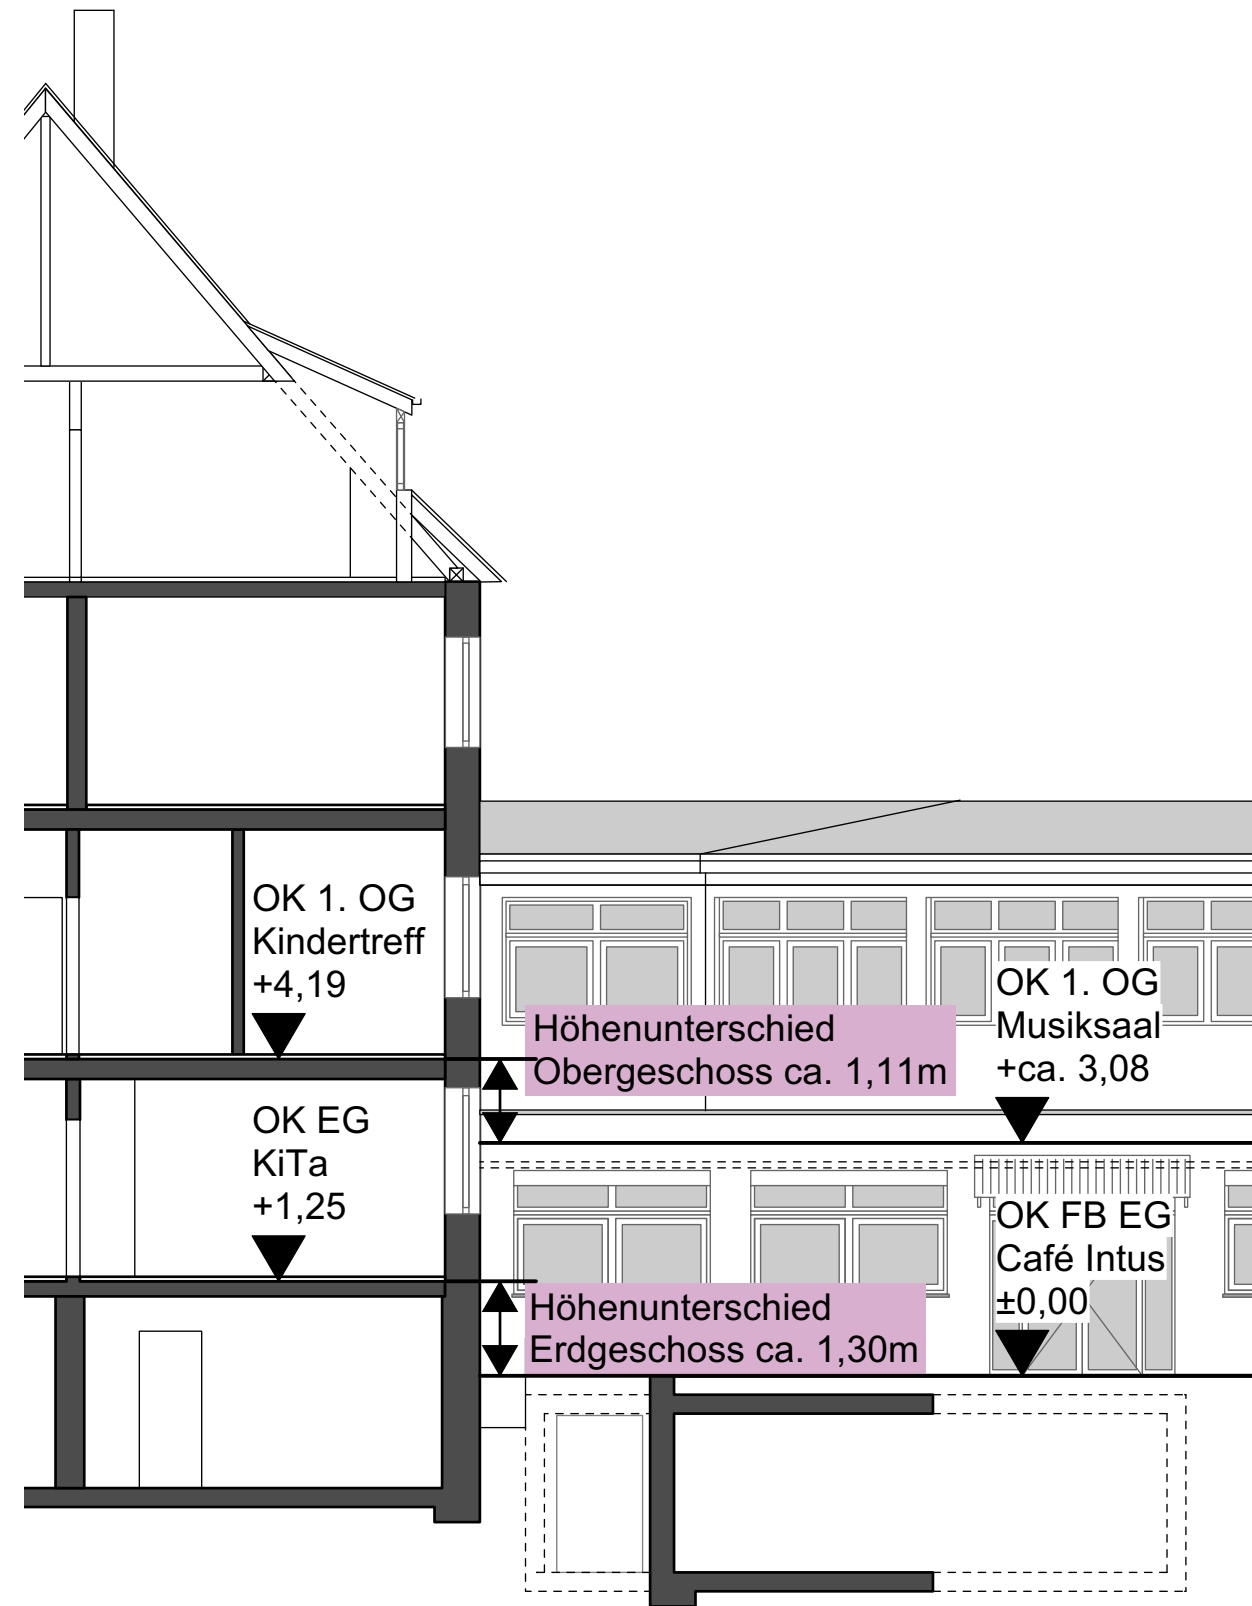 OK 1. OG
Kindertreff
+4,19
OK 1. OG
Musiksaal
+ca. 3,08
Höhenunterschied
Obergeschoss ca. 1,11m
OK EG
KiTa
+1,25
OK FB EG
Café Intus
±0,00
Höhenunterschied
Erdgeschoss ca. 1,30m